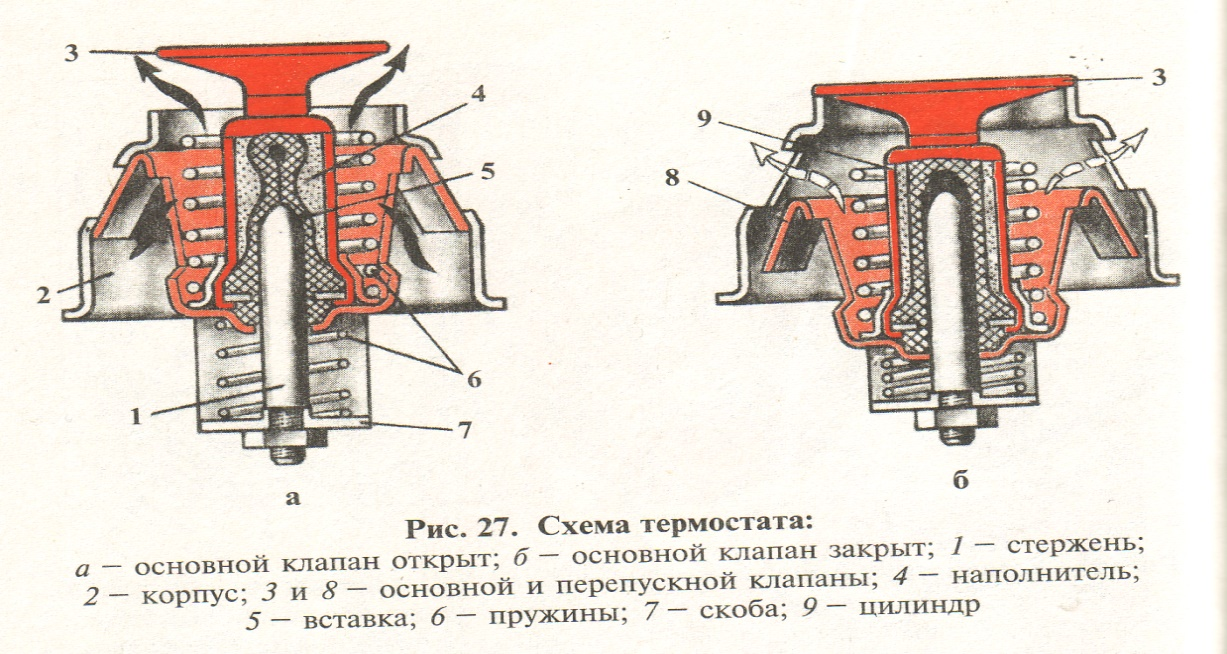 3
4
5
2
6
1
7
а
3
9
8
б
Рис. 27. Схема термостата:
а — основной клапан открыт; б — основной клапан закрыт; 1 — стержень;
2 — корпус; 3 и 8 — основной и перепускной клапаны; 4 — наполнитель;
5 — вставка; 6 — пружины; 7 — скоба; 9 — цилиндр